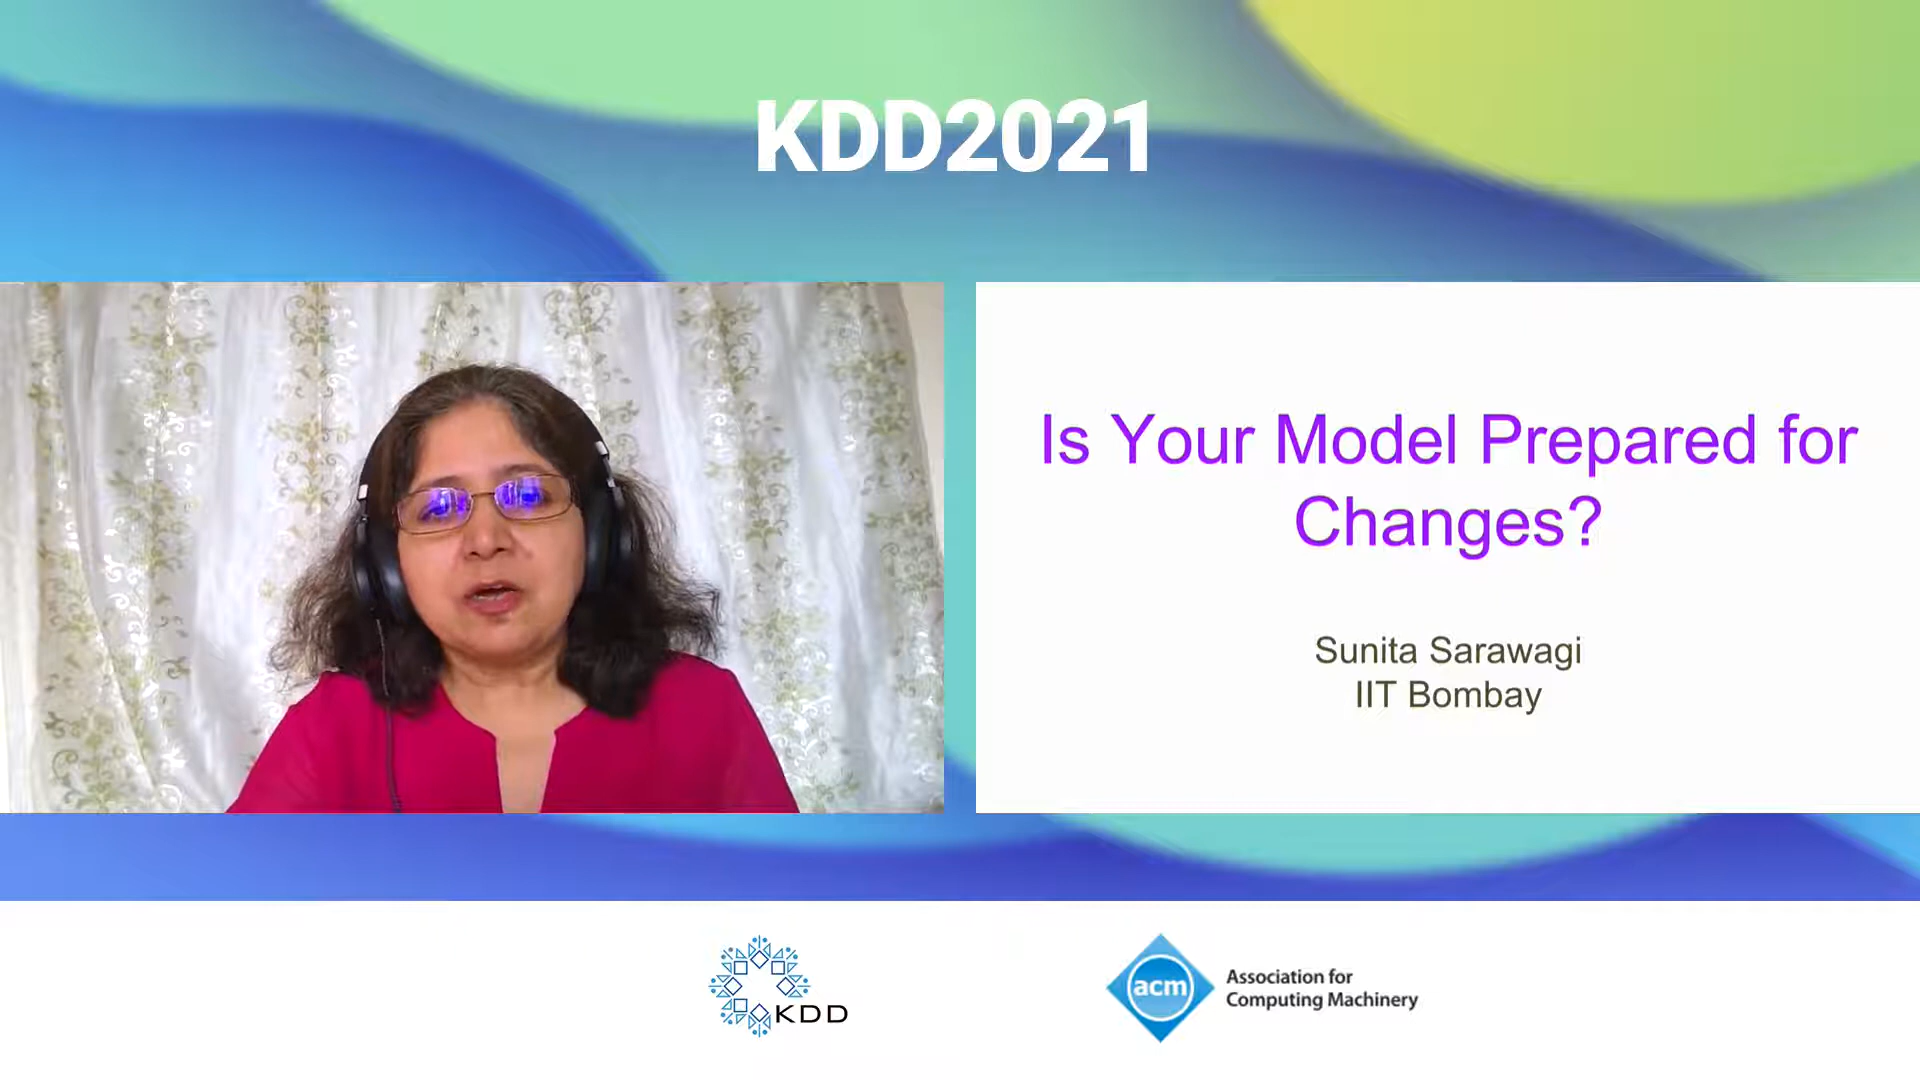 KDD2021
Is Your Model Prepared for
Changes?
Sunita Sarawagi
IIT Bombay
KDD
acm
Association for
Computing Machinery